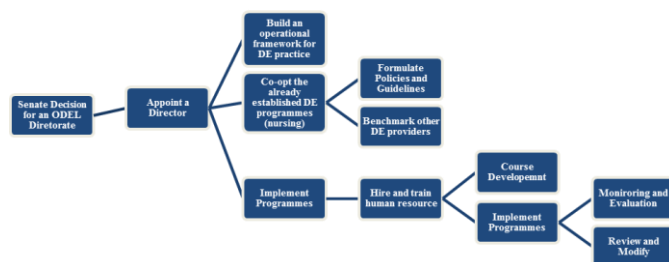 Senate Decision
for an ODEL
Diretorate
Appoint a
Director
Build an
operational
framework for
DE practice
Co-opt the
already
established DE
programmes
(nursing)
Formulate
Policies and
Guidelines
Benchmark other
DE providers
Implement
Programmes
Hire and train
human resource
Course
Developemnt
Implement
Programmes
Moniroring and
Evaluation
Review and
Modify